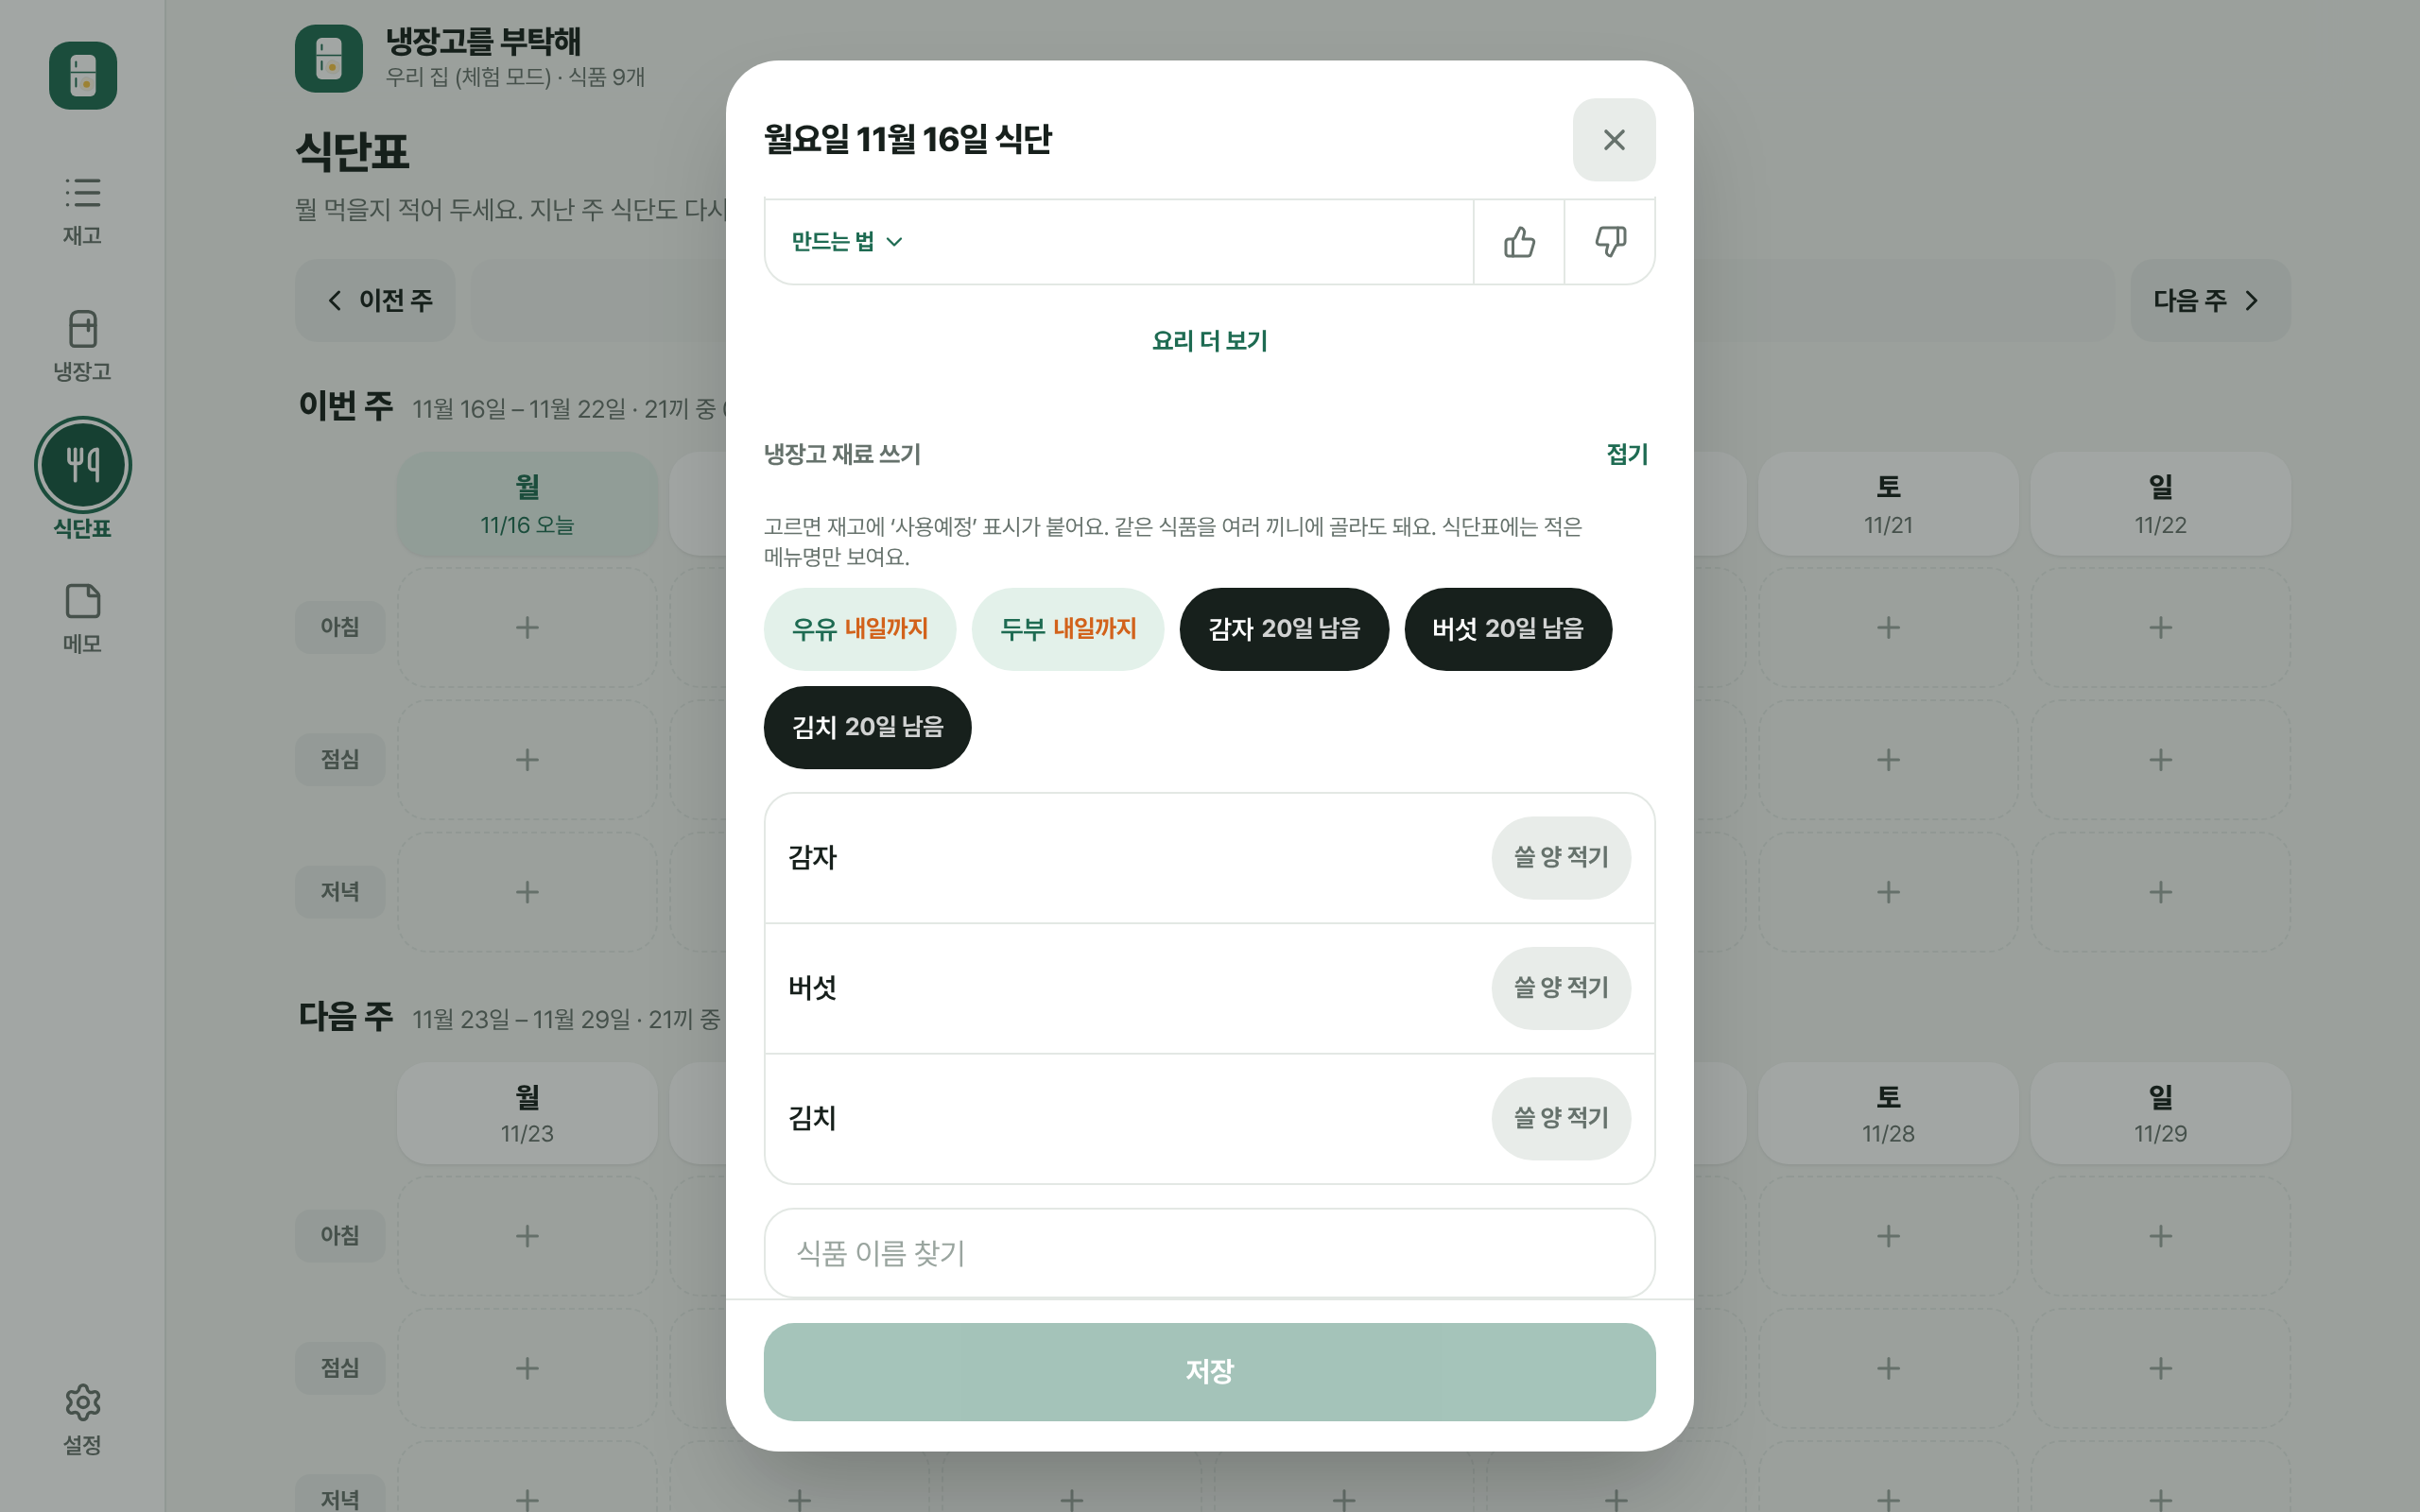 냉장고를 부탁해
우리 집 (체험 모드) · 식품 9개
재고
냉장고
식단표
메모
설정
식단표
뭘 먹을지 적어 두세요. 지난 주 식단도 다시
이전 주
다음 주
이번 주 11월 16일 – 11월 22일 · 21끼 중
월
11/16 오늘
토
11/21
일
11/22
아침
점심
저녁
다음 주 11월 23일 – 11월 29일 · 21끼 중
월
11/23
토
11/28
일
11/29
아침
점심
저녁
월요일 11월 16일 식단
만드는 법
요리 더 보기
냉장고 재료 쓰기
접기
고르면 재고에 ‘사용예정’ 표시가 붙어요. 같은 식품을 여러 끼니에 골라도 돼요. 식단표에는 적은
메뉴명만 보여요.
우유 내일까지
두부 내일까지
감자 20일 남음
버섯 20일 남음
김치 20일 남음
감자
쓸 양 적기
버섯
쓸 양 적기
김치
쓸 양 적기
식품 이름 찾기
저장